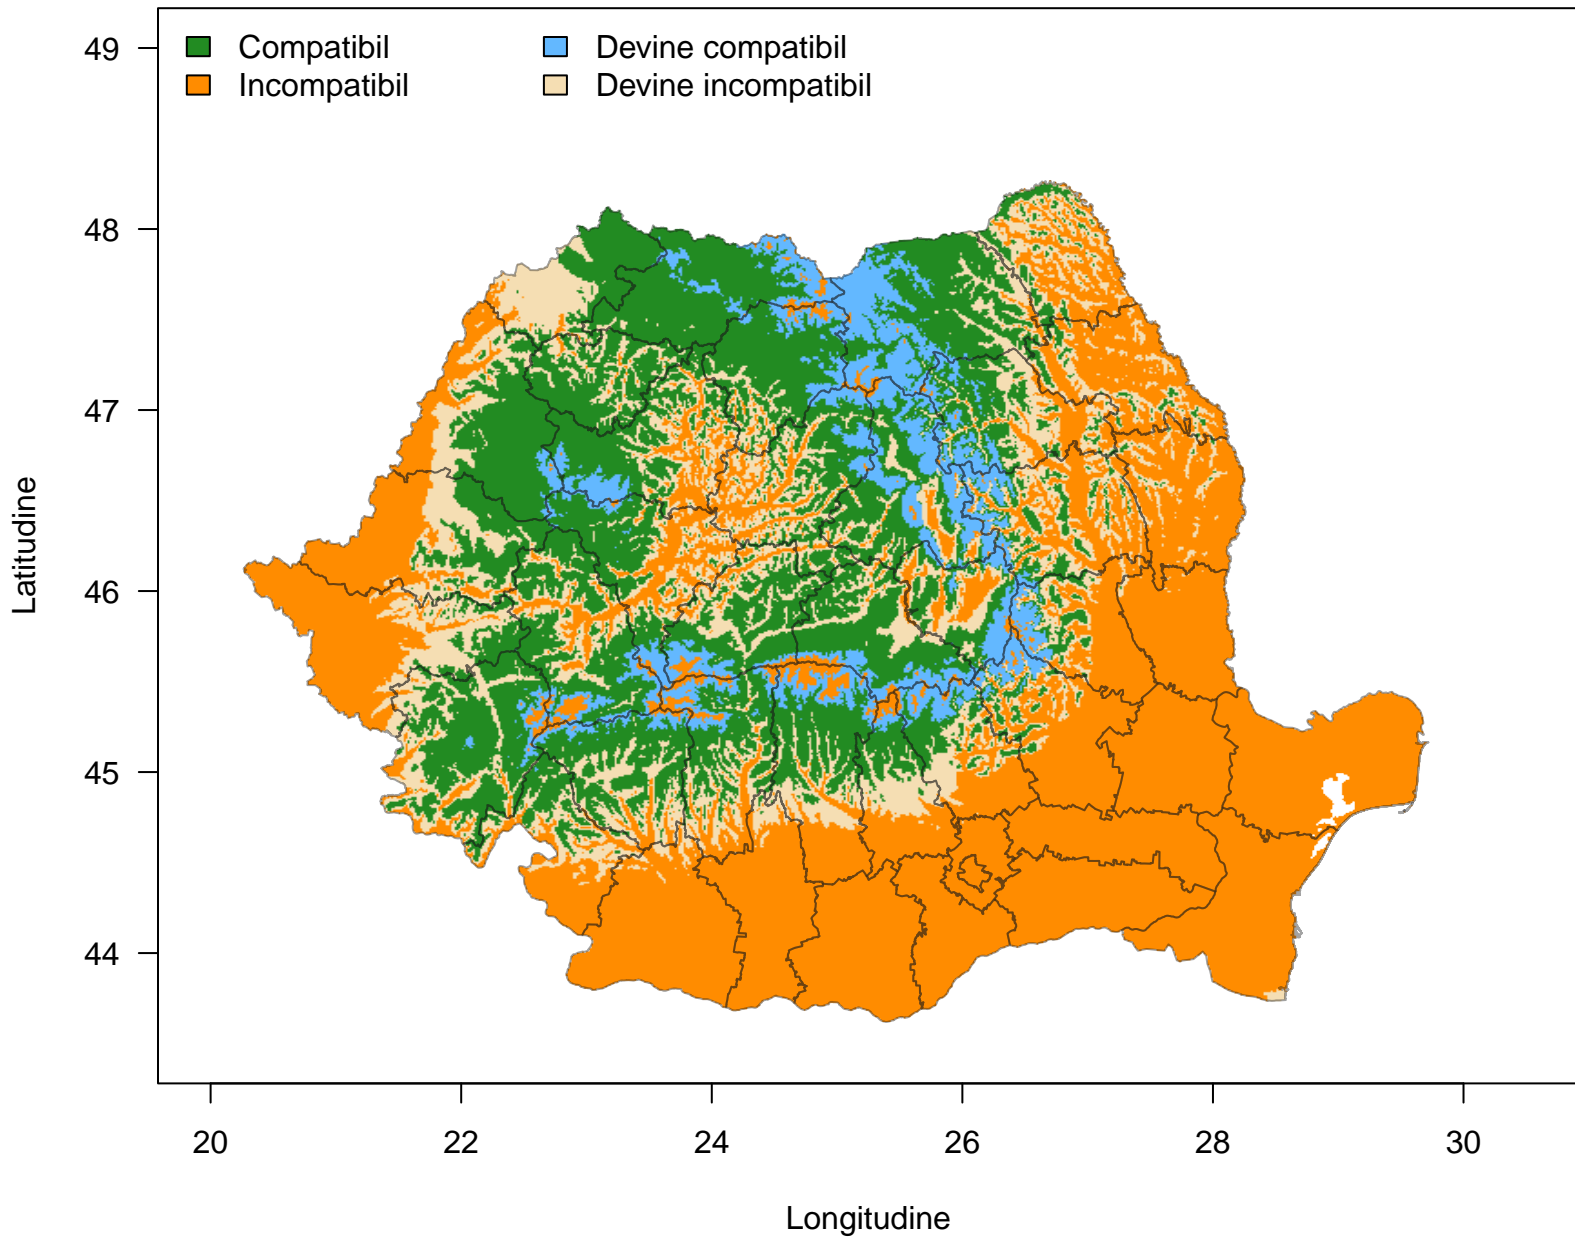 Compatibil
Incompatibil
Devine compatibil
Devine incompatibil
49
48
47
46
45
44
Latitudine
20 22 24 26 28 30
Longitudine